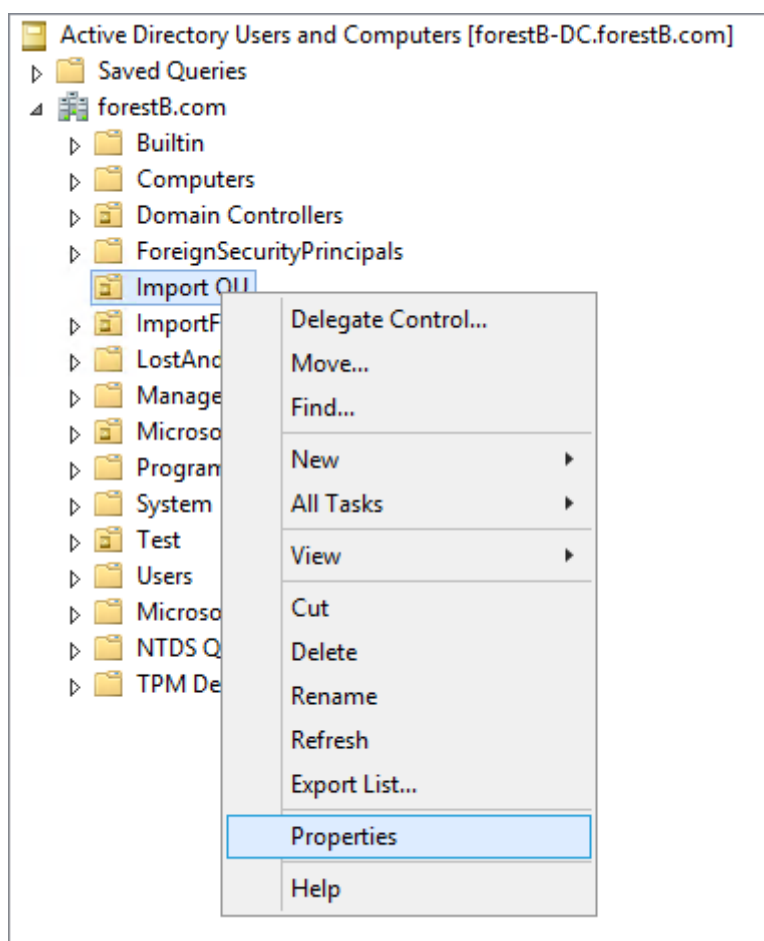 Active Directory Users and Computers [forestB-DC.forestB.com]
Saved Queries
forestB.com
Builtin
Computers
Domain Controllers
ForeignSecurityPrincipals
Import OU
ImportF
LostAnd
Manage
Microso
Program
System
Test
Users
Microso
NTDS Q
TPM De
Delegate Control...
Move...
Find...
New
All Tasks
View
Cut
Delete
Rename
Refresh
Export List...
Properties
Help